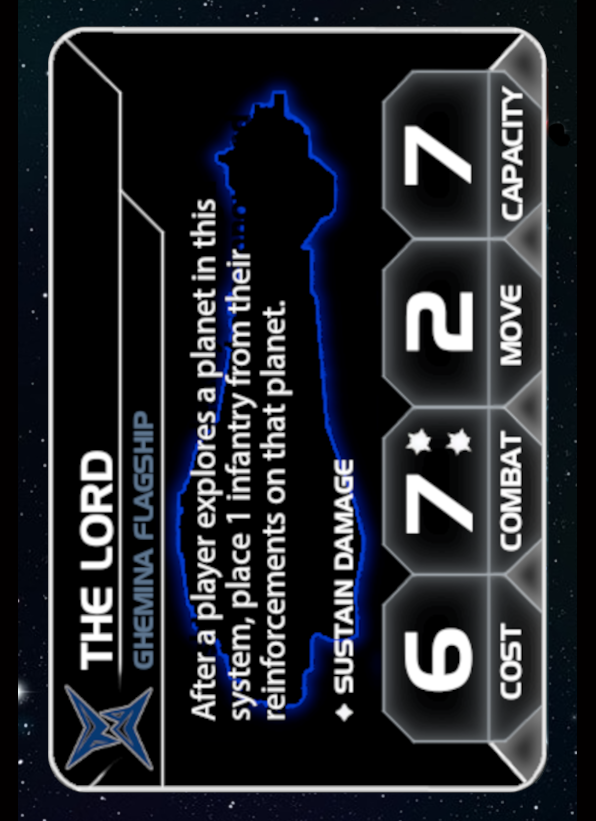 THE LORD
GHEMINA FLAGSHIP
After a player explores a planet in this
system, place 1 infantry from their
reinforcements on that planet.
SUSTAIN DAMAGE
6 7 2 7
COST COMBAT MOVE CAPACITY